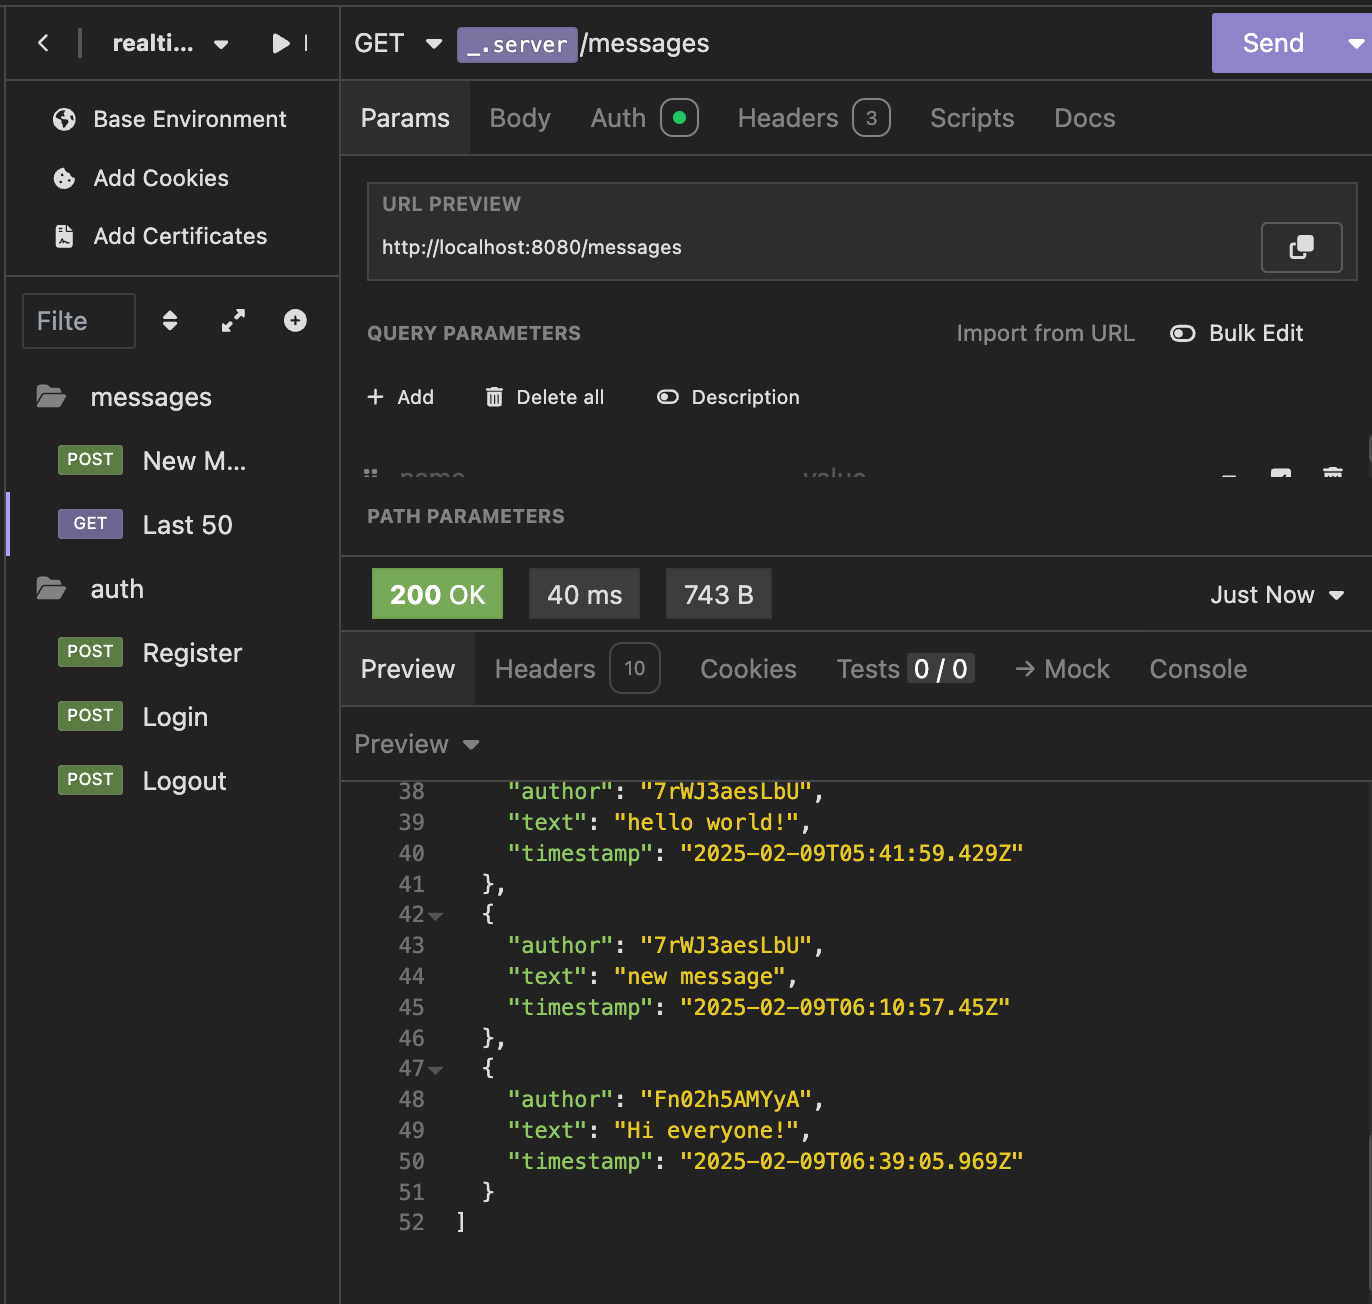 realti...
GET _.server/messages
Send
Base Environment
Add Cookies
Add Certificates
Filte
messages
POST New M...
GET Last 50
auth
POST Register
POST Login
POST Logout
Params Body Auth Headers 3 Scripts Docs
URL PREVIEW
http://localhost:8080/messages
QUERY PARAMETERS Import from URL Bulk Edit
+ Add Delete all Description
name value
PATH PARAMETERS
200 OK 40 ms 743 B Just Now
Preview Headers 10 Cookies Tests 0 / 0 → Mock Console
Preview
38 "author": "7rWJ3aesLbU",
39 "text": "hello world!",
40 "timestamp": "2025-02-09T05:41:59.429Z"
41 },
42 {
43 "author": "7rWJ3aesLbU",
44 "text": "new message",
45 "timestamp": "2025-02-09T06:10:57.45Z"
46 },
47 {
48 "author": "Fn02h5AMYyA",
49 "text": "Hi everyone!",
50 "timestamp": "2025-02-09T06:39:05.969Z"
51 }
52 ]